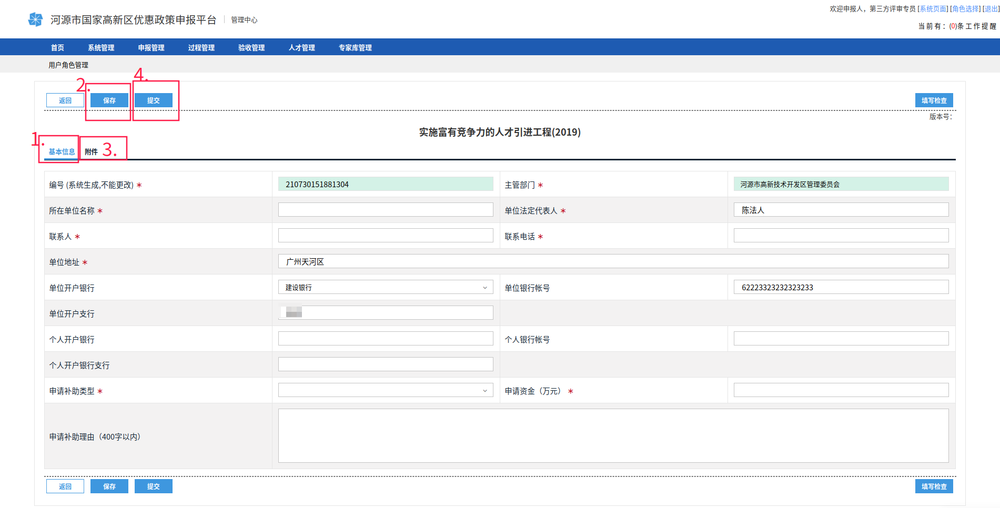 欢迎申报人，第三方评审专员 [系统页面] [角色选择] [退出]
河源市国家高新区优惠政策申报平台 管理中心
当前有：(0)条工作提醒
首页 系统管理 申报管理 过程管理 验收管理 人才管理 专家库管理
用户角色管理
2. 4.
返回 保存 提交 填写检查
版本号：
实施富有竞争力的人才引进工程(2019)
1. 3.
基本信息 附件
编号 (系统生成,不能更改) * 210730151881304 主管部门 * 河源市高新技术开发区管理委员会
所在单位名称 * 单位法定代表人 * 陈法人
联系人 * 联系电话 *
单位地址 * 广州天河区
单位开户银行 建设银行 单位银行帐号 62223323232323233
单位开户支行
个人开户银行 个人银行帐号
个人开户银行支行
申请补助类型 * 申请资金（万元） *
申请补助理由（400字以内）
返回 保存 提交 填写检查